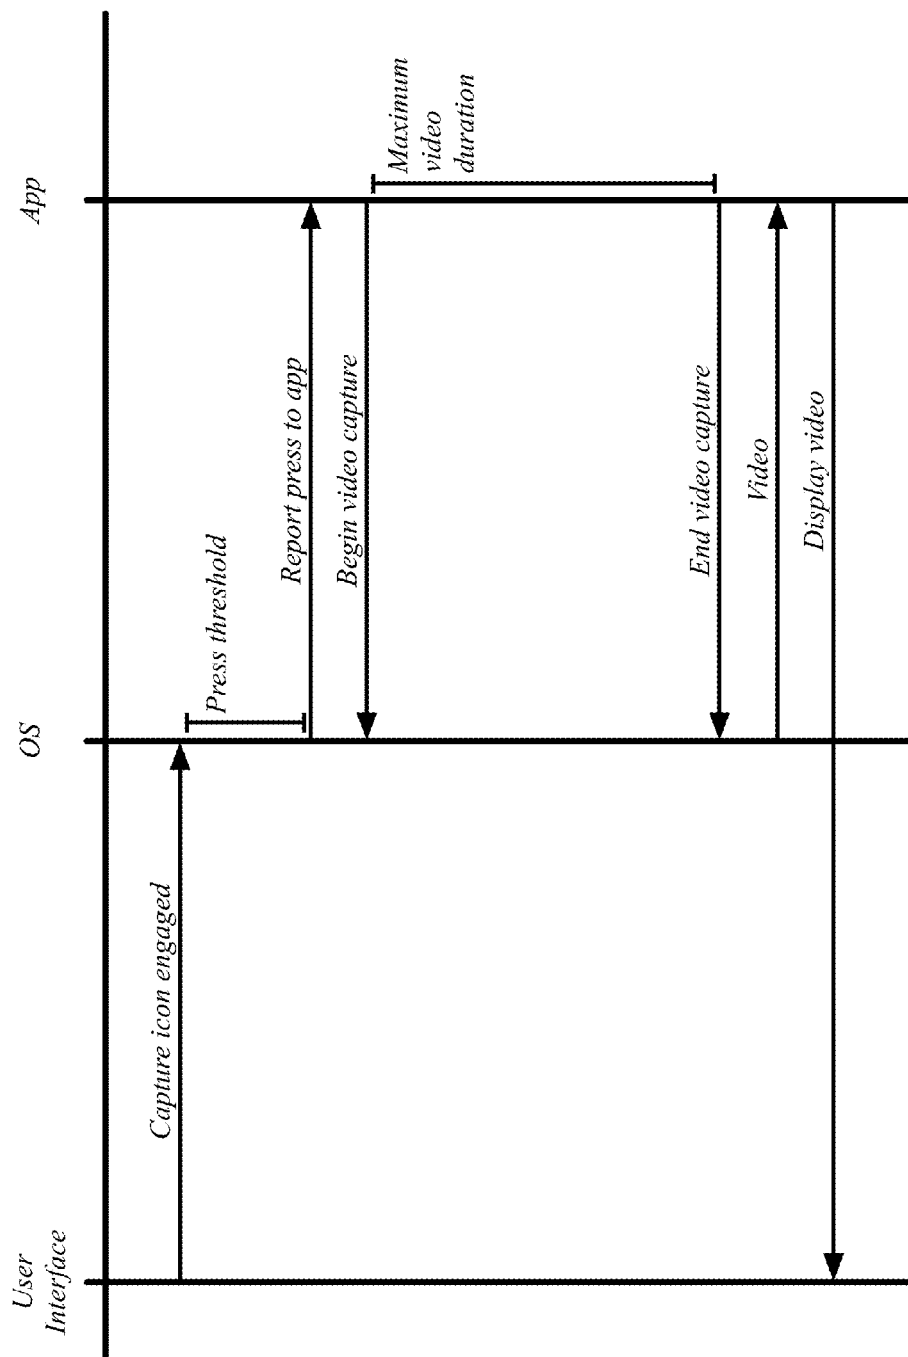 User
Interface
OS
App
Capture icon engaged
Press threshold
Report press to app
Begin video capture
Maximum
video
duration
End video capture
Video
Display video